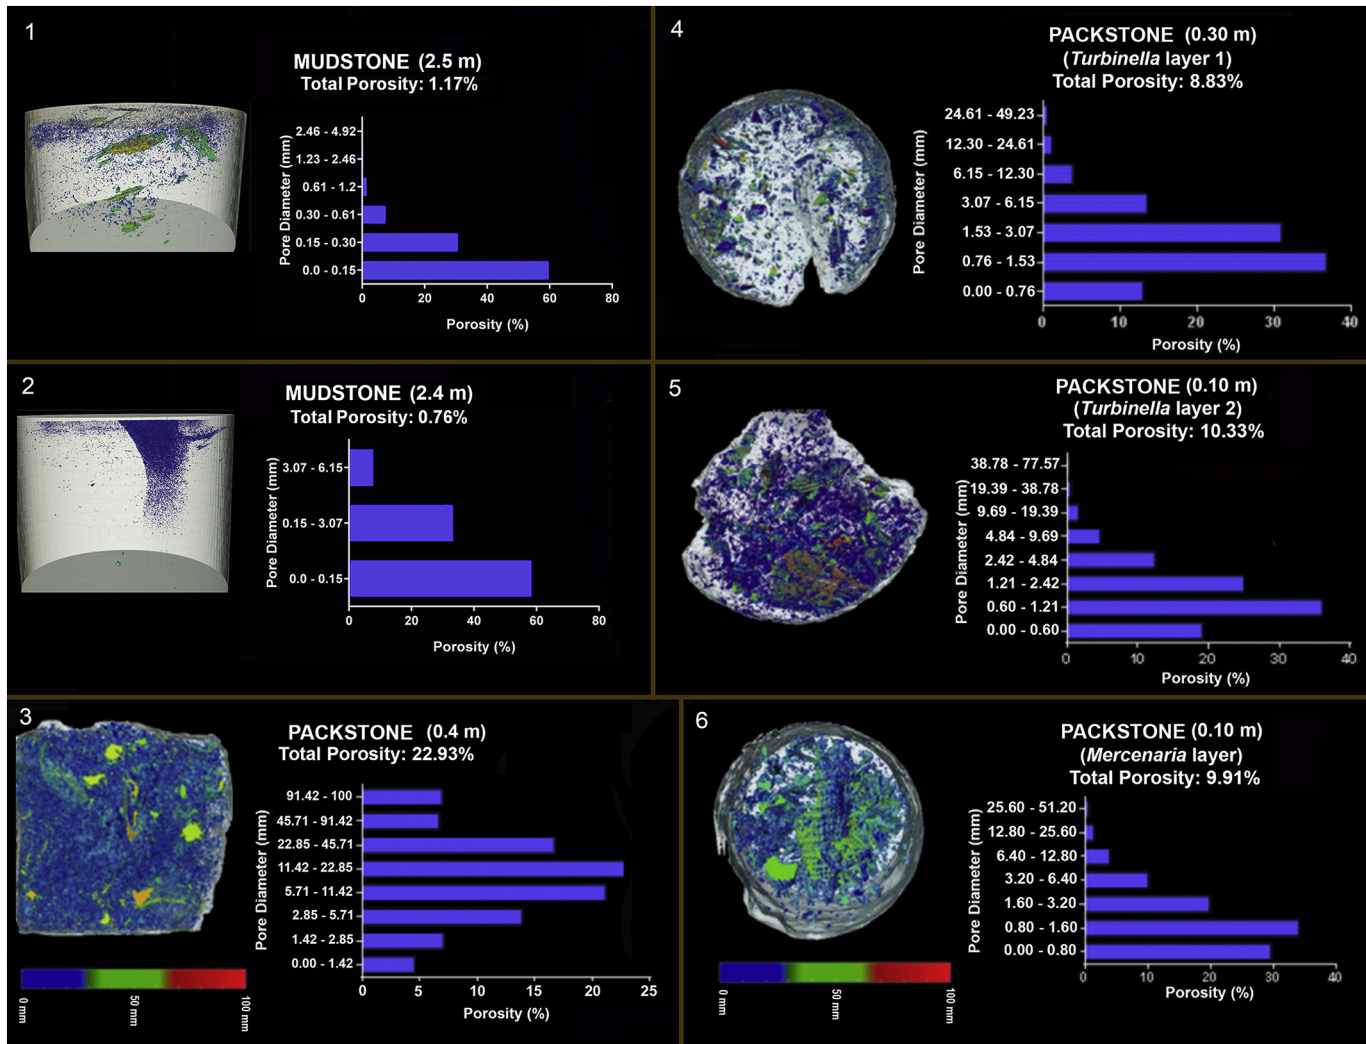 1
MUDSTONE (2.5 m)
Total Porosity: 1.17%
Pore Diameter (mm)
2.46 - 4.92
1.23 - 2.46
0.61 - 1.2
0.30 - 0.61
0.15 - 0.30
0.0 - 0.15
0 20 40 60 80
Porosity (%)
2
MUDSTONE (2.4 m)
Total Porosity: 0.76%
Pore Diameter (mm)
3.07 - 6.15
0.15 - 3.07
0.0 - 0.15
0 20 40 60 80
Porosity (%)
3
PACKSTONE (0.4 m)
Total Porosity: 22.93%
Pore Diameter (mm)
91.42 - 100
45.71 - 91.42
22.85 - 45.71
11.42 - 22.85
5.71 - 11.42
2.85 - 5.71
1.42 - 2.85
0.00 - 1.42
0 5 10 15 20 25
Porosity (%)
0 mm
50 mm
100 mm
4
PACKSTONE (0.30 m)
(Turbinella layer 1)
Total Porosity: 8.83%
Pore Diameter (mm)
24.61 - 49.23
12.30 - 24.61
6.15 - 12.30
3.07 - 6.15
1.53 - 3.07
0.76 - 1.53
0.00 - 0.76
0 10 20 30 40
Porosity (%)
5
PACKSTONE (0.10 m)
(Turbinella layer 2)
Total Porosity: 10.33%
Pore Diameter (mm)
38.78 - 77.57
19.39 - 38.78
9.69 - 19.39
4.84 - 9.69
2.42 - 4.84
1.21 - 2.42
0.60 - 1.21
0.00 - 0.60
0 10 20 30 40
Porosity (%)
6
PACKSTONE (0.10 m)
(Mercenaria layer)
Total Porosity: 9.91%
Pore Diameter (mm)
25.60 - 51.20
12.80 - 25.60
6.40 - 12.80
3.20 - 6.40
1.60 - 3.20
0.80 - 1.60
0.00 - 0.80
0 10 20 30 40
Porosity (%)
0 mm
50 mm
100 mm